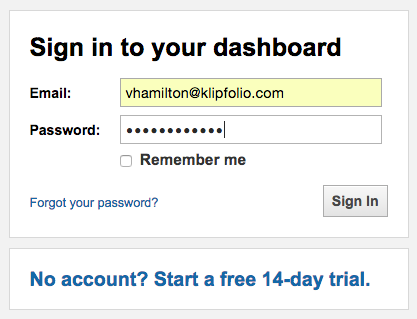 Sign in to your dashboard
Email: vhamilton@klipfolio.com
Password: ••••••••••••
Remember me
Forgot your password? Sign In
No account? Start a free 14-day trial.